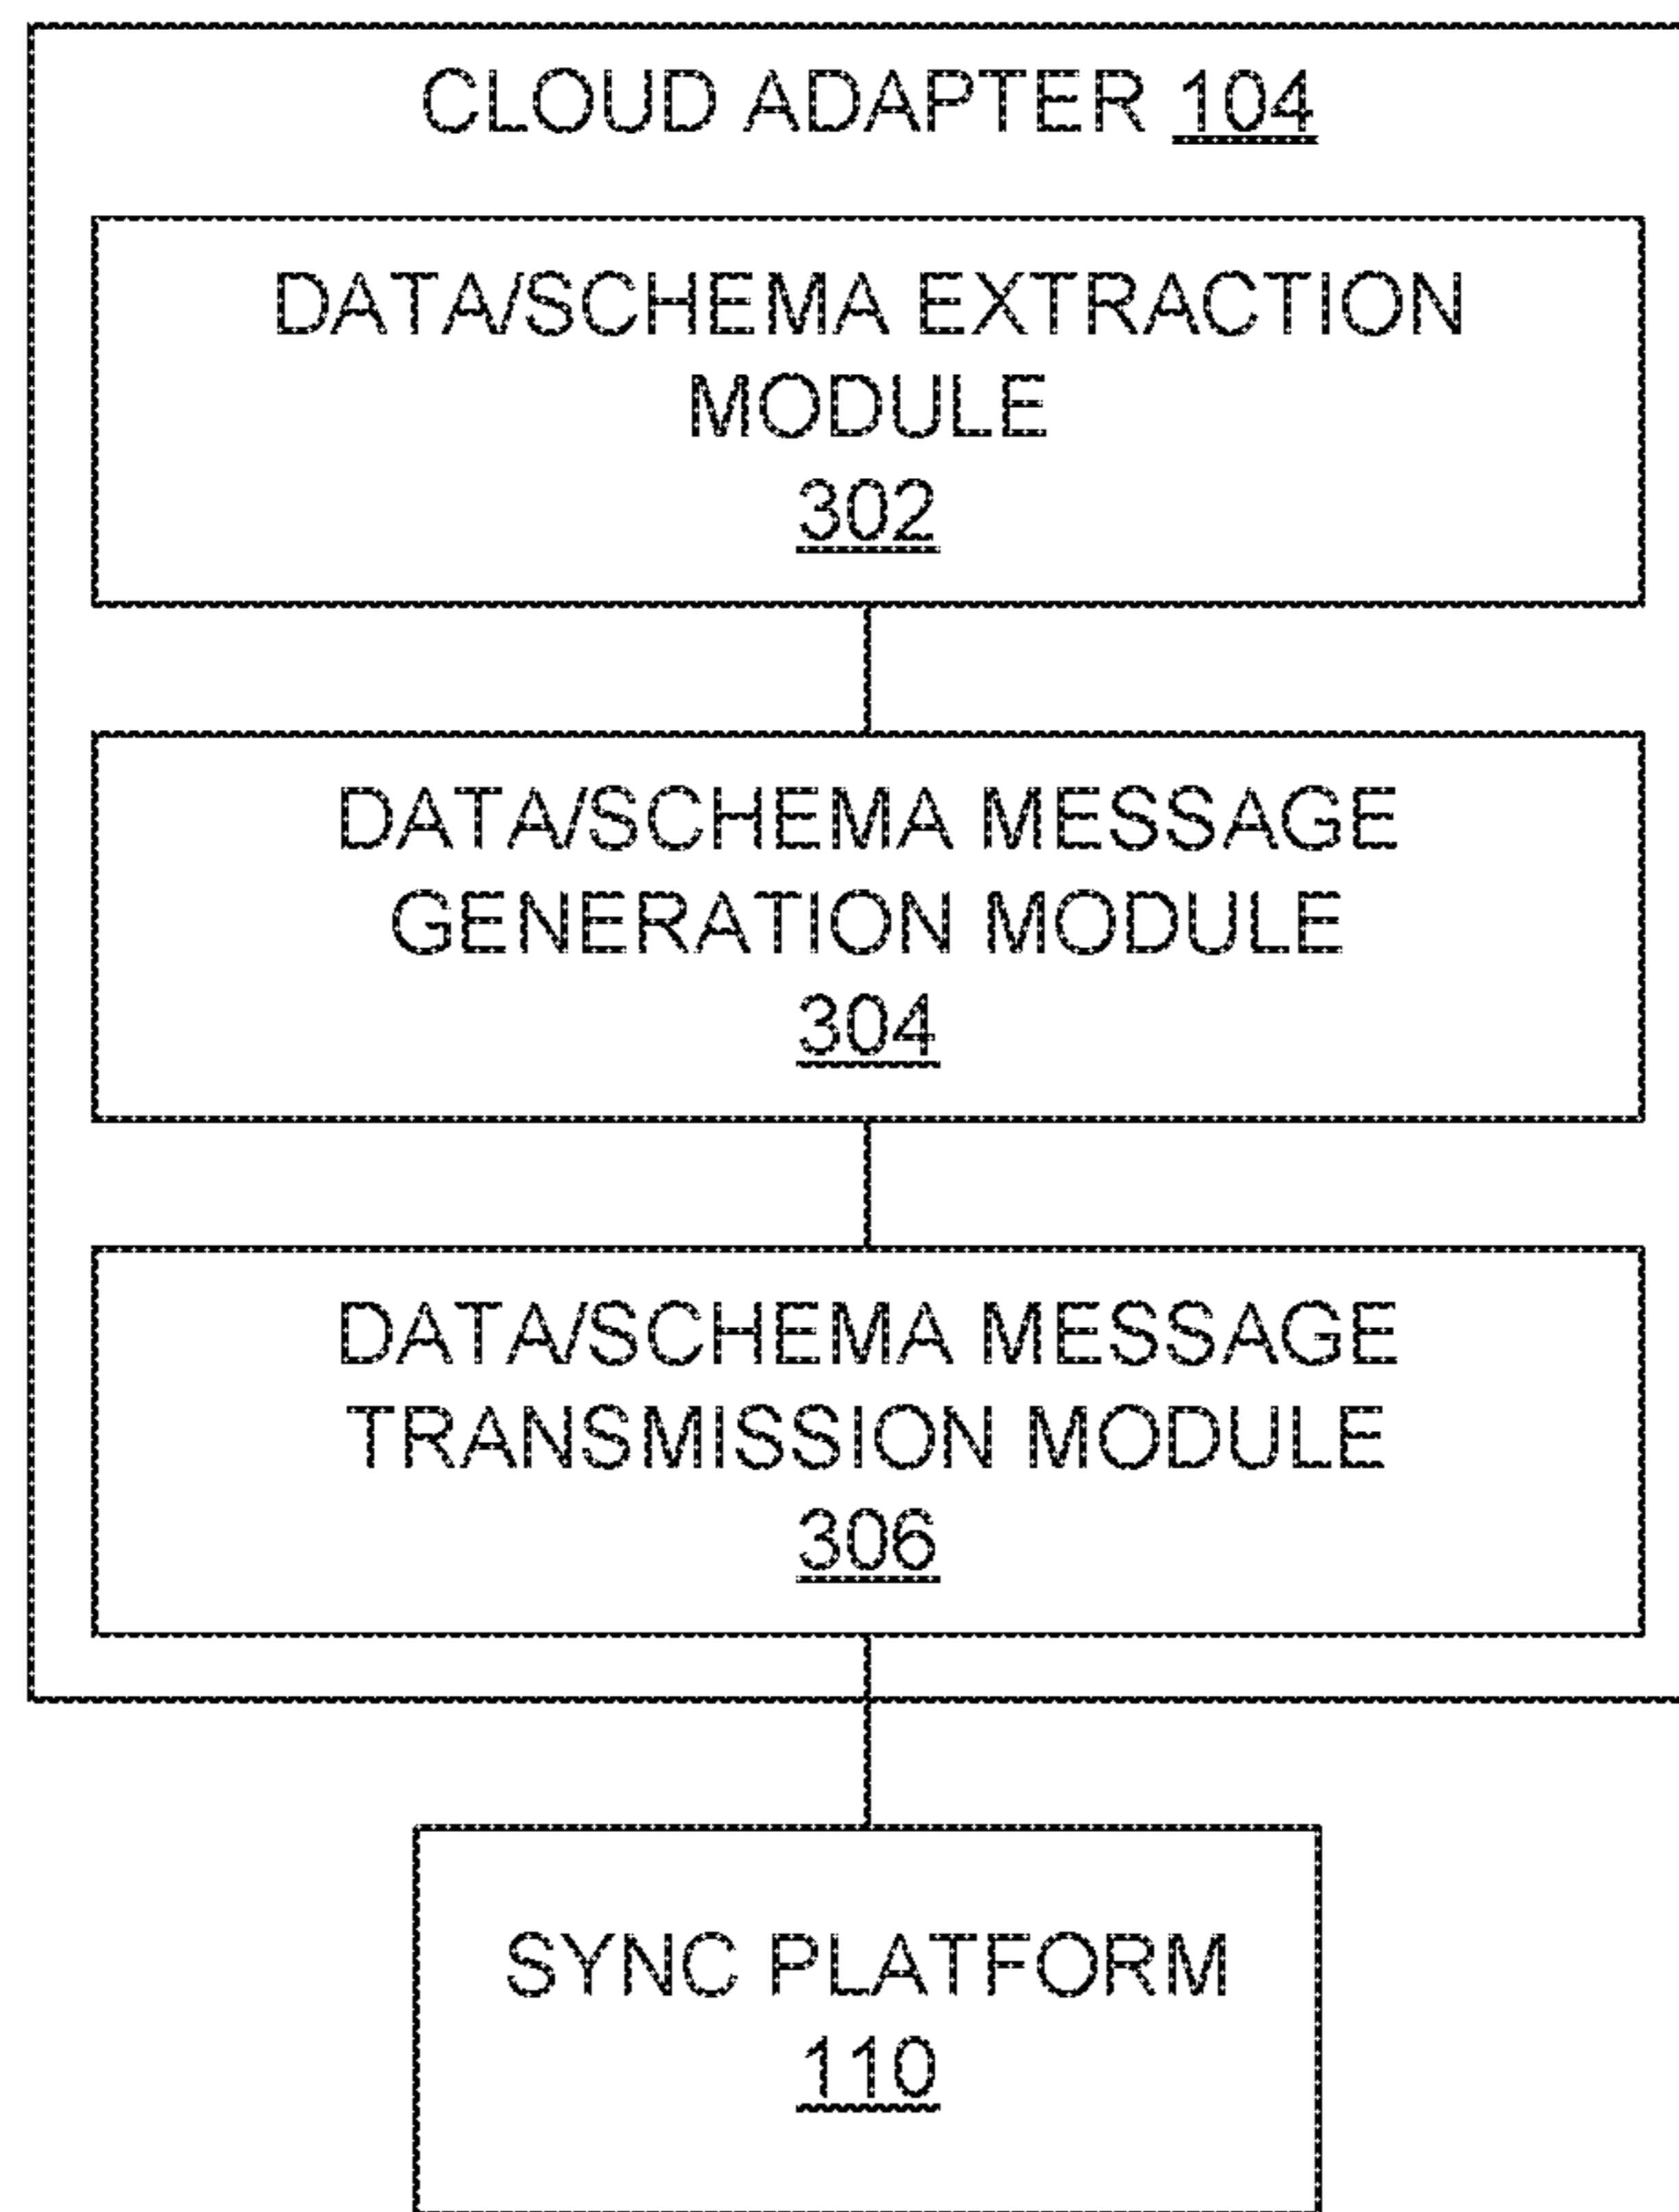 CLOUD ADAPTER 104
DATA/SCHEMA EXTRACTION
MODULE
302
DATA/SCHEMA MESSAGE
GENERATION MODULE
304
DATA/SCHEMA MESSAGE
TRANSMISSION MODULE
306
SYNC PLATFORM
110